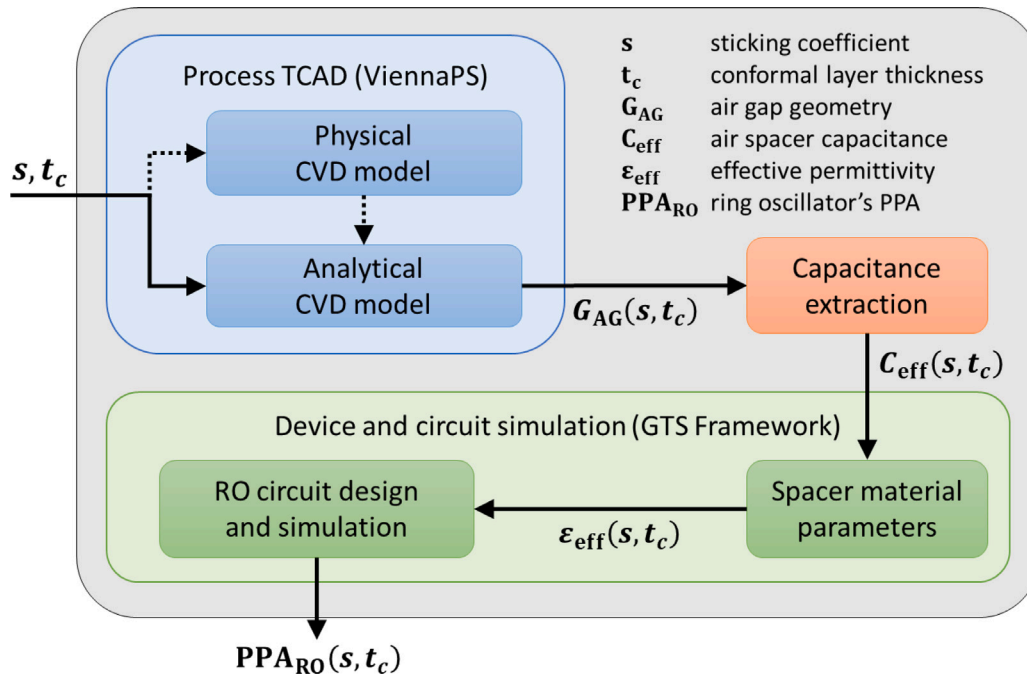 Process TCAD (ViennaPS)
Physical
CVD model
Analytical
CVD model
s, t_c
s sticking coefficient
t_c conformal layer thickness
G_AG air gap geometry
C_eff air spacer capacitance
ε_eff effective permittivity
PPA_RO ring oscillator's PPA
G_AG(s, t_c)
Capacitance
extraction
C_eff(s, t_c)
Device and circuit simulation (GTS Framework)
RO circuit design
and simulation
ε_eff(s, t_c)
Spacer material
parameters
PPA_RO(s, t_c)